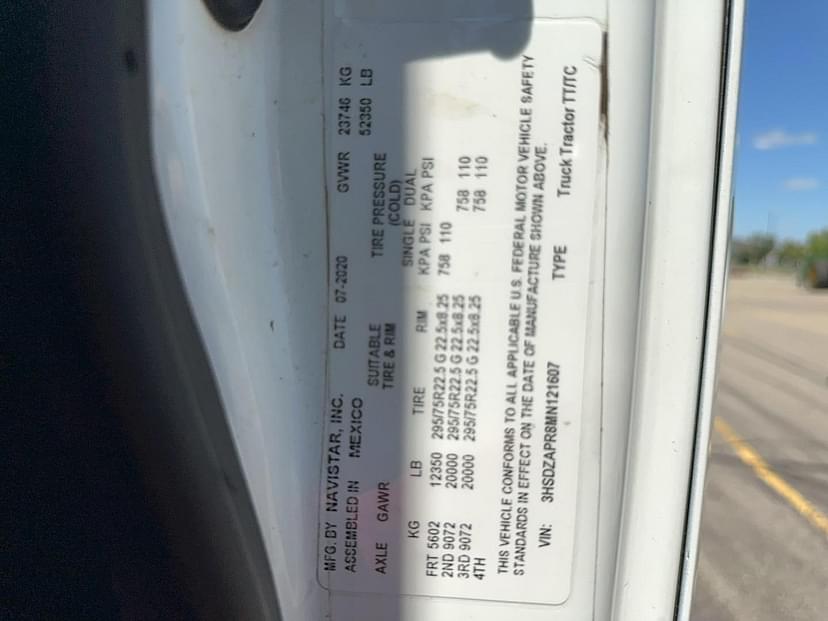 MFG. BY NAVISTAR, INC. DATE 07-2020 GVWR 23746 KG
ASSEMBLED IN MEXICO 52350 LB
AXLE GAWR SUITABLE TIRE & RIM TIRE PRESSURE (COLD)
SINGLE DUAL
KG LB TIRE RIM KPA PSI KPA PSI
FRT 5602 12350 295/75R22.5 G 22.5x8.25 758 110
2ND 9072 20000 295/75R22.5 G 22.5x8.25 758 110
3RD 9072 20000 295/75R22.5 G 22.5x8.25 758 110
4TH
THIS VEHICLE CONFORMS TO ALL APPLICABLE U.S. FEDERAL MOTOR VEHICLE SAFETY
STANDARDS IN EFFECT ON THE DATE OF MANUFACTURE SHOWN ABOVE.
VIN: 3HSDZAPR8MN121607 TYPE Truck Tractor TT/TC